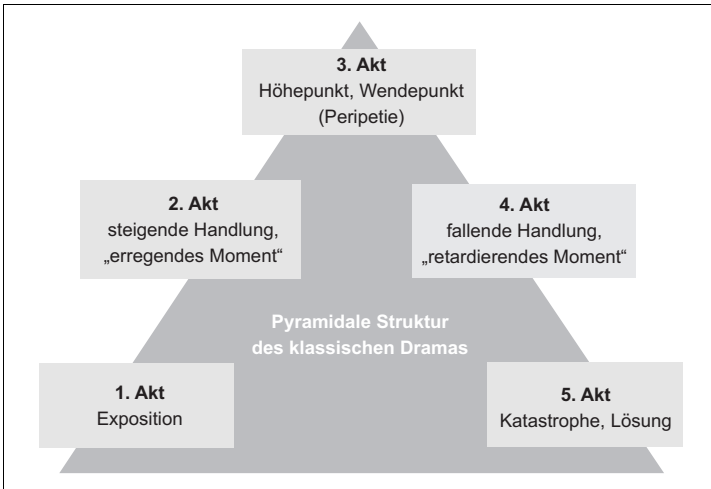 3. Akt
Höhepunkt, Wendepunkt
(Peripetie)
2. Akt
steigende Handlung,
„erregendes Moment“
4. Akt
fallende Handlung,
„retardierendes Moment“
Pyramidale Struktur
des klassischen Dramas
1. Akt
Exposition
5. Akt
Katastrophe, Lösung